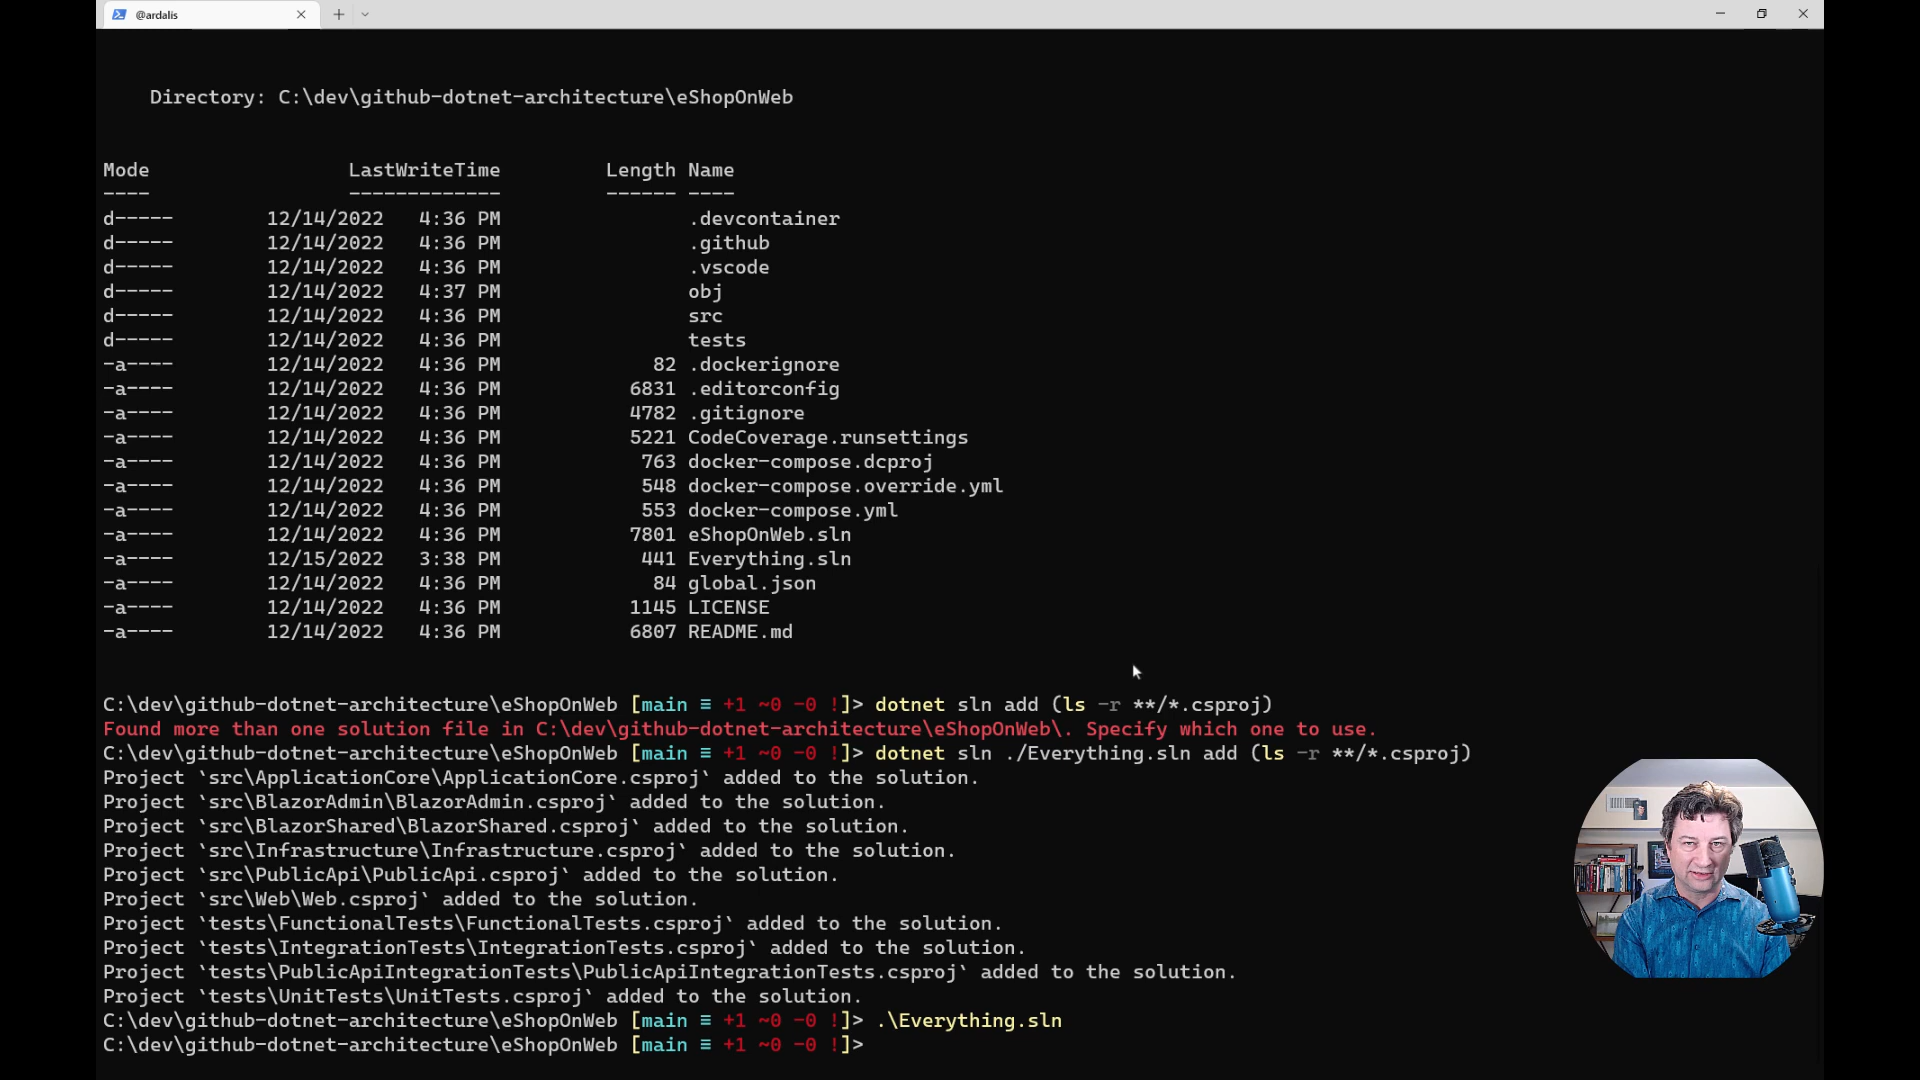 @ardalis
Directory: C:\dev\github-dotnet-architecture\eShopOnWeb
Mode                 LastWriteTime         Length Name
----                 -------------         ------ ----
d-----        12/14/2022   4:36 PM                .devcontainer
d-----        12/14/2022   4:36 PM                .github
d-----        12/14/2022   4:36 PM                .vscode
d-----        12/14/2022   4:37 PM                obj
d-----        12/14/2022   4:36 PM                src
d-----        12/14/2022   4:36 PM                tests
-a----        12/14/2022   4:36 PM             82 .dockerignore
-a----        12/14/2022   4:36 PM           6831 .editorconfig
-a----        12/14/2022   4:36 PM           4782 .gitignore
-a----        12/14/2022   4:36 PM           5221 CodeCoverage.runsettings
-a----        12/14/2022   4:36 PM            763 docker-compose.dcproj
-a----        12/14/2022   4:36 PM            548 docker-compose.override.yml
-a----        12/14/2022   4:36 PM            553 docker-compose.yml
-a----        12/14/2022   4:36 PM           7801 eShopOnWeb.sln
-a----        12/15/2022   3:38 PM            441 Everything.sln
-a----        12/14/2022   4:36 PM             84 global.json
-a----        12/14/2022   4:36 PM           1145 LICENSE
-a----        12/14/2022   4:36 PM           6807 README.md
C:\dev\github-dotnet-architecture\eShopOnWeb [main ≡ +1 ~0 -0 !]> dotnet sln add (ls -r **/*.csproj)
Found more than one solution file in C:\dev\github-dotnet-architecture\eShopOnWeb\. Specify which one to use.
C:\dev\github-dotnet-architecture\eShopOnWeb [main ≡ +1 ~0 -0 !]> dotnet sln ./Everything.sln add (ls -r **/*.csproj)
Project `src\ApplicationCore\ApplicationCore.csproj` added to the solution.
Project `src\BlazorAdmin\BlazorAdmin.csproj` added to the solution.
Project `src\BlazorShared\BlazorShared.csproj` added to the solution.
Project `src\Infrastructure\Infrastructure.csproj` added to the solution.
Project `src\PublicApi\PublicApi.csproj` added to the solution.
Project `src\Web\Web.csproj` added to the solution.
Project `tests\FunctionalTests\FunctionalTests.csproj` added to the solution.
Project `tests\IntegrationTests\IntegrationTests.csproj` added to the solution.
Project `tests\PublicApiIntegrationTests\PublicApiIntegrationTests.csproj` added to the solution.
Project `tests\UnitTests\UnitTests.csproj` added to the solution.
C:\dev\github-dotnet-architecture\eShopOnWeb [main ≡ +1 ~0 -0 !]> .\Everything.sln
C:\dev\github-dotnet-architecture\eShopOnWeb [main ≡ +1 ~0 -0 !]>